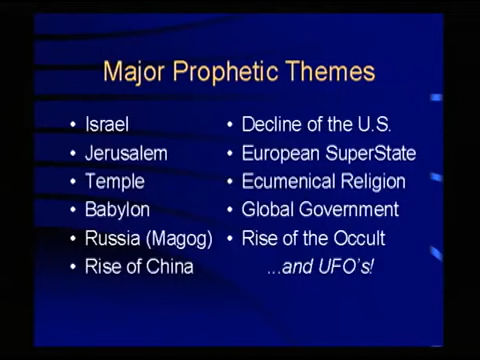 Major Prophetic Themes
• Israel
• Jerusalem
• Temple
• Babylon
• Russia (Magog)
• Rise of China
• Decline of the U.S.
• European SuperState
• Ecumenical Religion
• Global Government
• Rise of the Occult
...and UFO's!